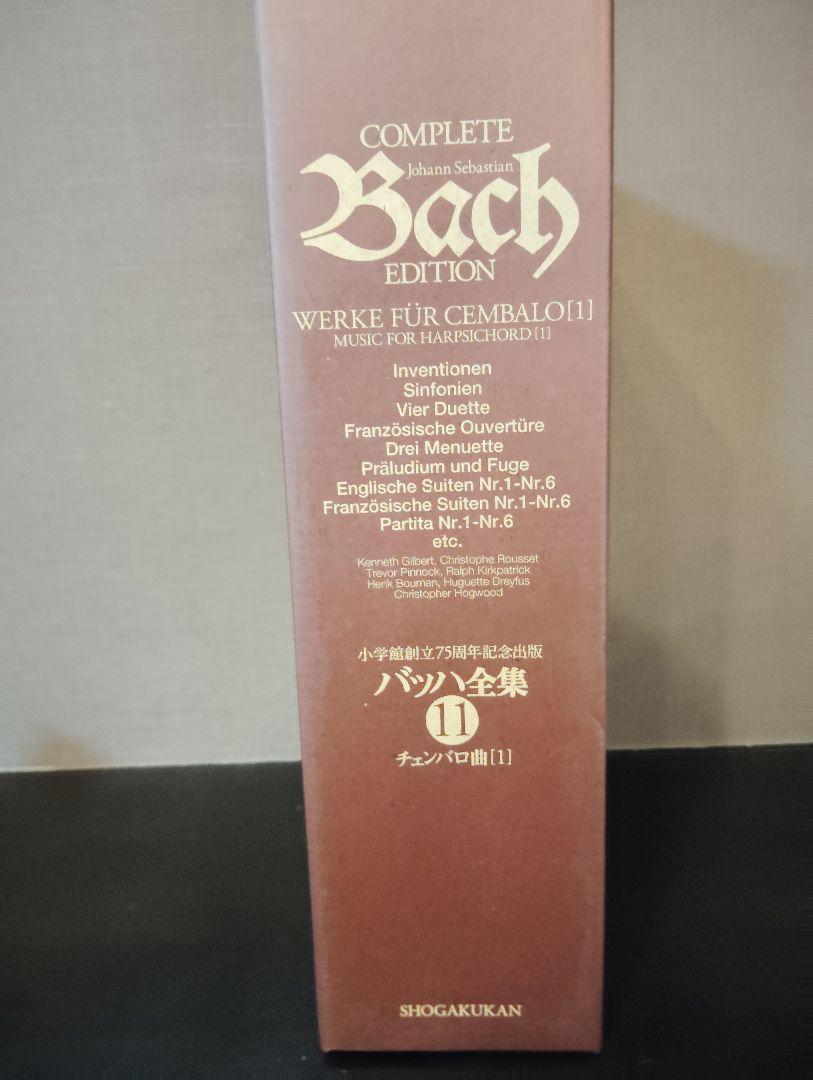 COMPLETE
Johann Sebastian
Bach
EDITION
WERKE FÜR CEMBALO[1]
MUSIC FOR HARPSICHORD[1]
Inventionen
Sinfonien
Vier Duette
Französische Ouvertüre
Drei Menuette
Präludium und Fuge
Englische Suiten Nr.1-Nr.6
Französische Suiten Nr.1-Nr.6
Partita Nr.1-Nr.6
etc.
Kenneth Gilbert, Christophe Rousset
Trevor Pinnock, Ralph Kirkpatrick
Henk Bouman, Huguette Dreyfus
Christopher Hogwood
小学館創立75周年記念出版
バッハ全集
11
チェンバロ曲[1]
SHOGAKUKAN